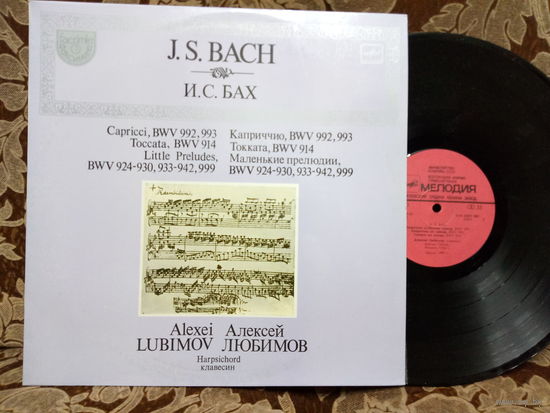 J. S. BACH
И. С. БАХ
Capricci, BWV 992, 993
Toccata, BWV 914
Little Preludes,
BWV 924-930, 933-942, 999
Каприччио, BWV 992, 993
Токката, BWV 914
Маленькие прелюдии,
BWV 924-930, 933-942, 999
Alexei
LUBIMOV
Алексей
ЛЮБИМОВ
Harpsichord
клавесин
МЕЛОДИЯ